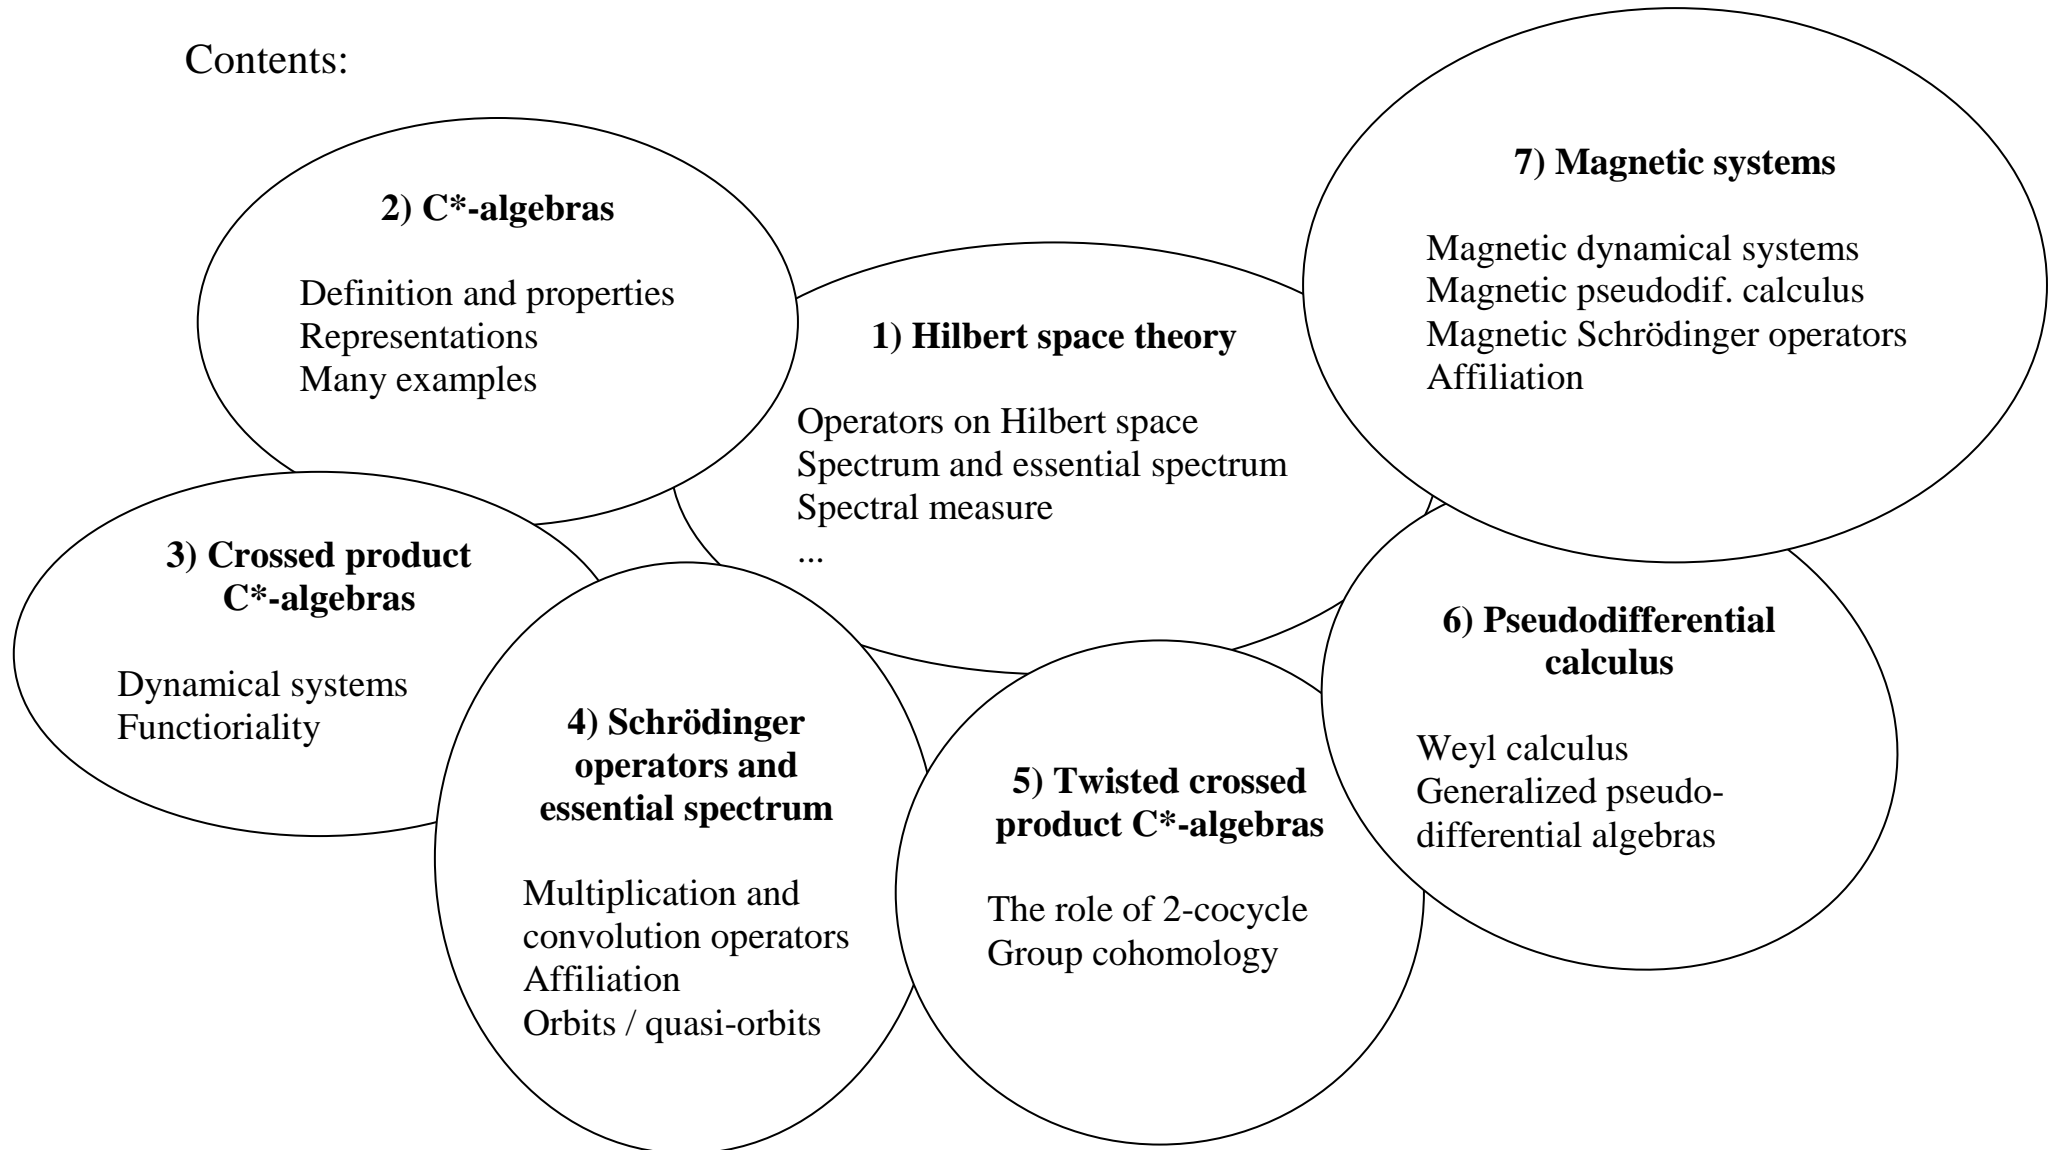 Contents:
2) C*-algebras
Definition and properties
Representations
Many examples
1) Hilbert space theory
Operators on Hilbert space
Spectrum and essential spectrum
Spectral measure
...
7) Magnetic systems
Magnetic dynamical systems
Magnetic pseudodif. calculus
Magnetic Schrödinger operators
Affiliation
3) Crossed product
C*-algebras
Dynamical systems
Functioriality
4) Schrödinger
operators and
essential spectrum
Multiplication and
convolution operators
Affiliation
Orbits / quasi-orbits
5) Twisted crossed
product C*-algebras
The role of 2-cocycle
Group cohomology
6) Pseudodifferential
calculus
Weyl calculus
Generalized pseudo-
differential algebras